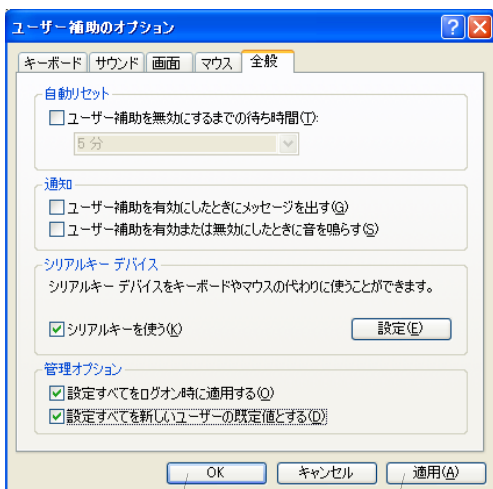 ユーザー補助のオプション
キーボード サウンド 画面 マウス 全般
自動リセット
ユーザー補助を無効にするまでの待ち時間(T):
5 分
通知
ユーザー補助を有効にしたときにメッセージを出す(G)
ユーザー補助を有効または無効にしたときに音を鳴らす(S)
シリアルキー デバイス
シリアルキー デバイスをキーボードやマウスの代わりに使うことができます。
シリアルキーを使う(K) 設定(E)
管理オプション
設定すべてをログオン時に適用する(O)
設定すべてを新しいユーザーの既定値とする(D)
OK キャンセル 適用(A)